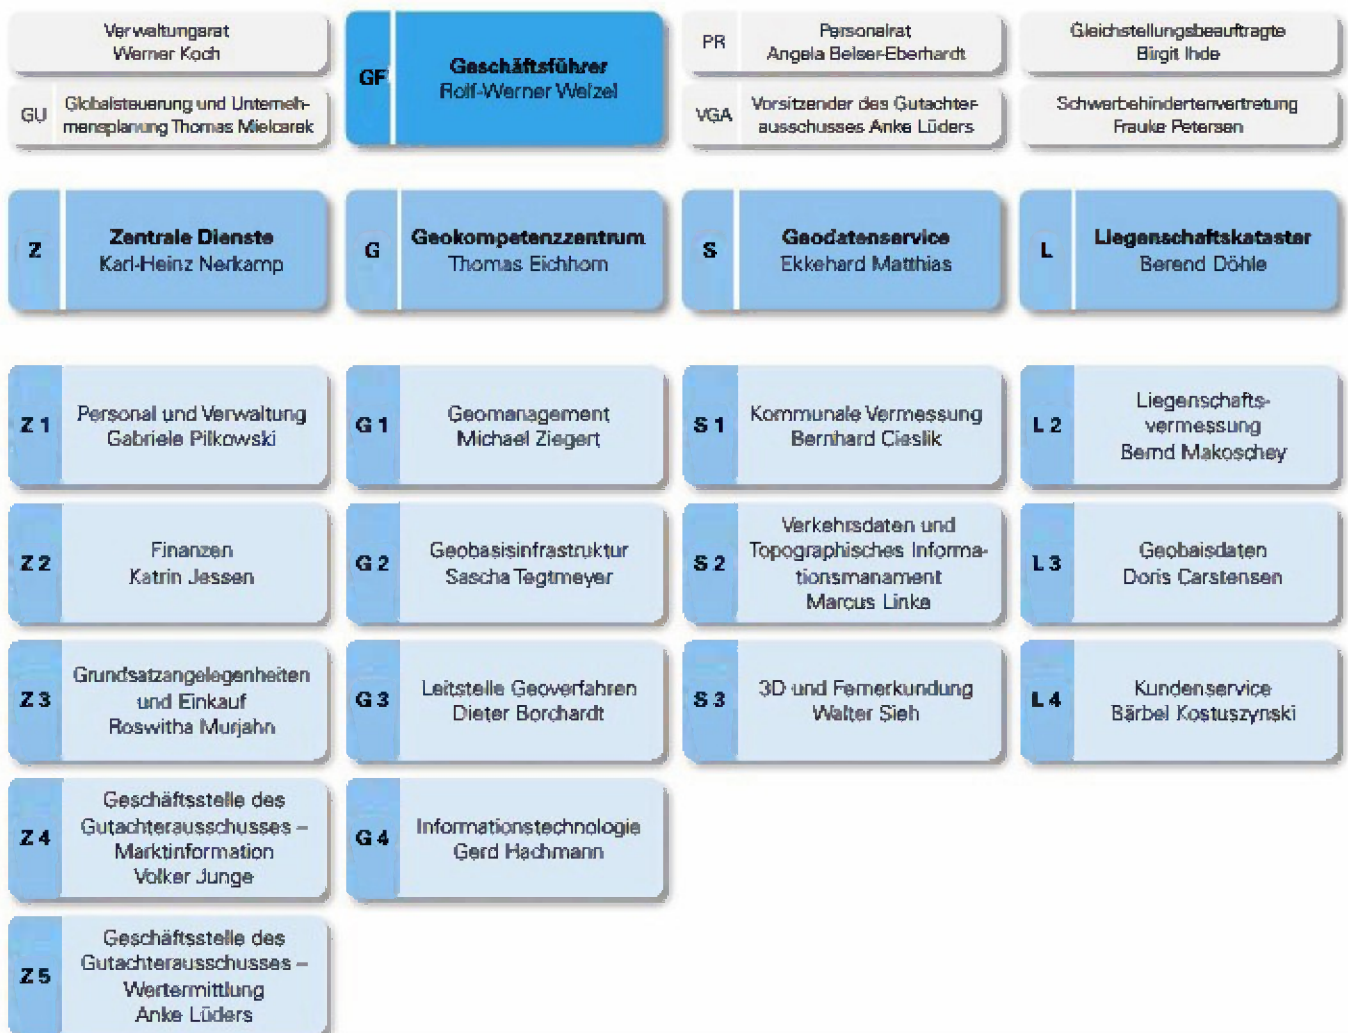 Verwaltungsrat
Werner Koch
GU
Globalsteuerung und Unterneh-
mensplanung Thomas Mielcarek
GF
Geschäftsführer
Rolf-Werner Welzel
PR
Personalrat
Angela Belser-Eberhardt
VGA
Vorsitzender des Gutachter-
ausschusses Anke Lüders
Gleichstellungsbeauftragte
Birgit Ihde
Schwerbehindertenvertretung
Frauke Petersen
Z
Zentrale Dienste
Karl-Heinz Nerkamp
G
Geokompetenzzentrum
Thomas Eichhorn
S
Geodatenservice
Ekkehard Matthias
L
Liegenschaftskataster
Berend Döhle
Z 1
Personal und Verwaltung
Gabriele Pilkowski
G 1
Geomanagement
Michael Ziegert
S 1
Kommunale Vermessung
Bernhard Cieslik
L 2
Liegenschafts-
vermessung
Bernd Makoschey
Z 2
Finanzen
Katrin Jessen
G 2
Geobasisinfrastruktur
Sascha Tegtmeyer
S 2
Verkehrsdaten und
Topographisches Informa-
tionsmanament
Marcus Linke
L 3
Geobaisdaten
Doris Carstensen
Z 3
Grundsatzangelegenheiten
und Einkauf
Roswitha Murjahn
G 3
Leitstelle Geoverfahren
Dieter Borchardt
S 3
3D und Fernerkundung
Walter Sieh
L 4
Kundenservice
Bärbel Kostuszynski
Z 4
Geschäftsstelle des
Gutachterausschusses –
Marktinformation
Volker Junge
G 4
Informationstechnologie
Gerd Hachmann
Z 5
Geschäftsstelle des
Gutachterausschusses –
Wertermittlung
Anke Lüders